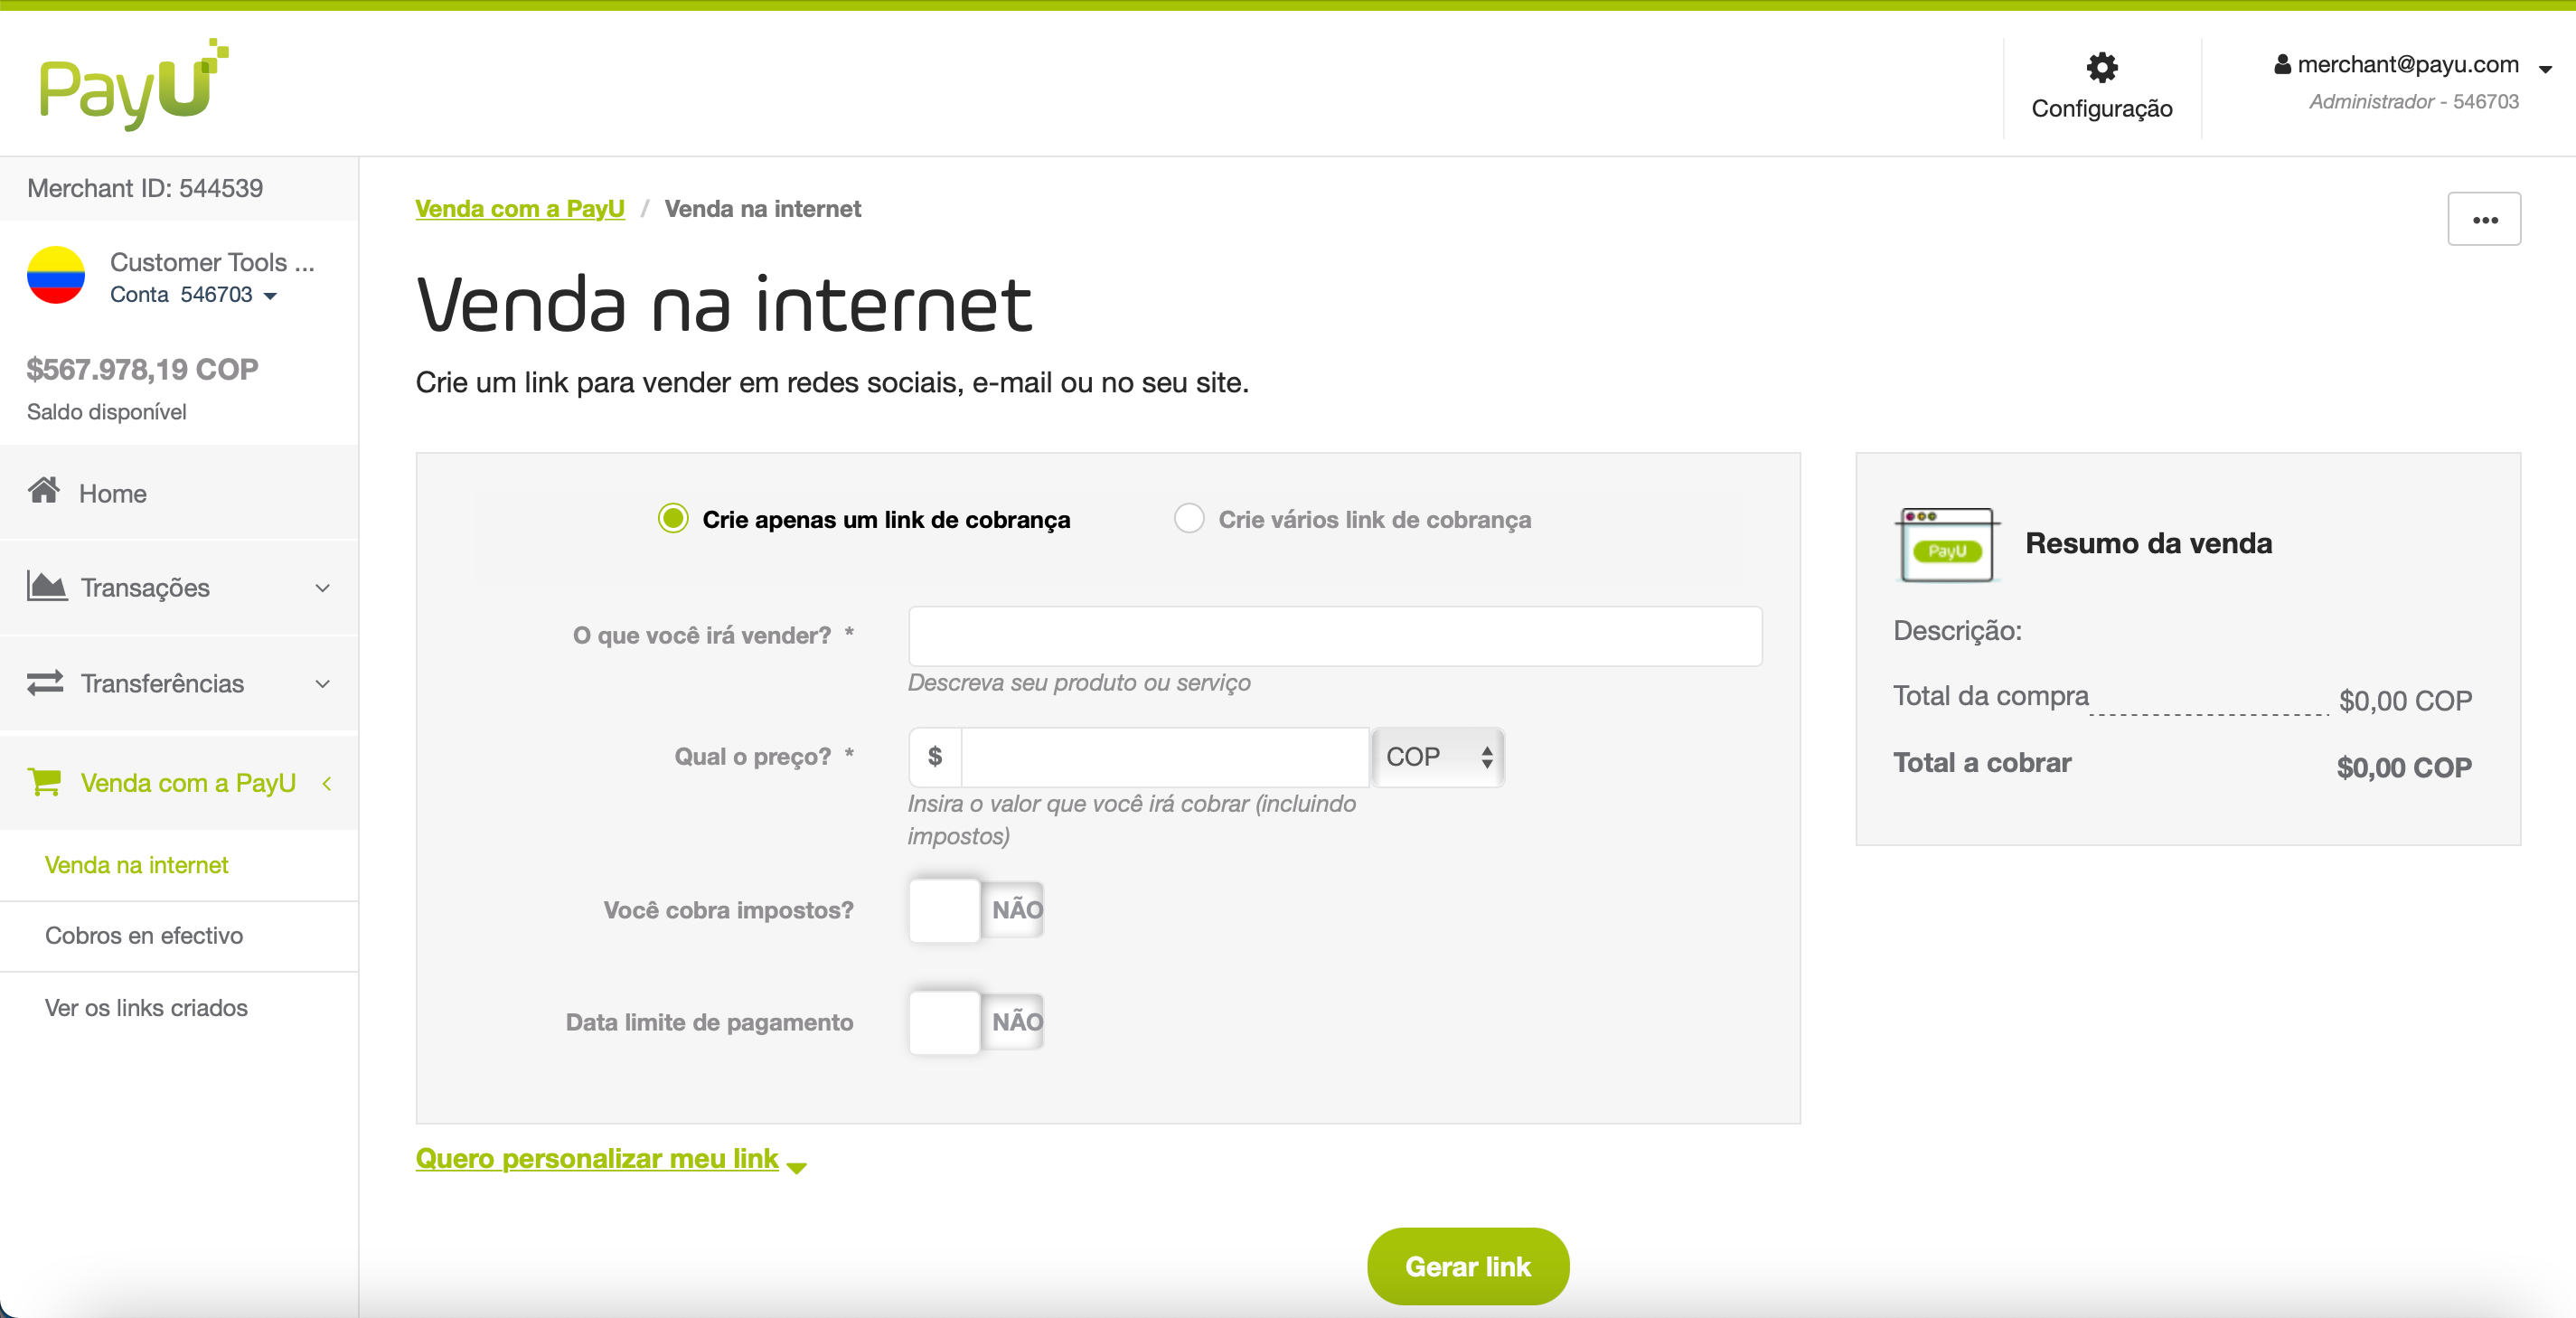 PayU
Configuração
merchant@payu.com
Administrador - 546703
Merchant ID: 544539
Customer Tools ...
Conta 546703
$567.978,19 COP
Saldo disponível
Home
Transações
Transferências
Venda com a PayU
Venda na internet
Cobros en efectivo
Ver os links criados
Venda com a PayU / Venda na internet
Venda na internet
Crie um link para vender em redes sociais, e-mail ou no seu site.
Crie apenas um link de cobrança
Crie vários link de cobrança
O que você irá vender? *
Descreva seu produto ou serviço
Qual o preço? *
$
COP
Insira o valor que você irá cobrar (incluindo
impostos)
Você cobra impostos?
NÃO
Data limite de pagamento
NÃO
Quero personalizar meu link
Gerar link
PayU
Resumo da venda
Descrição:
Total da compra $0,00 COP
Total a cobrar $0,00 COP